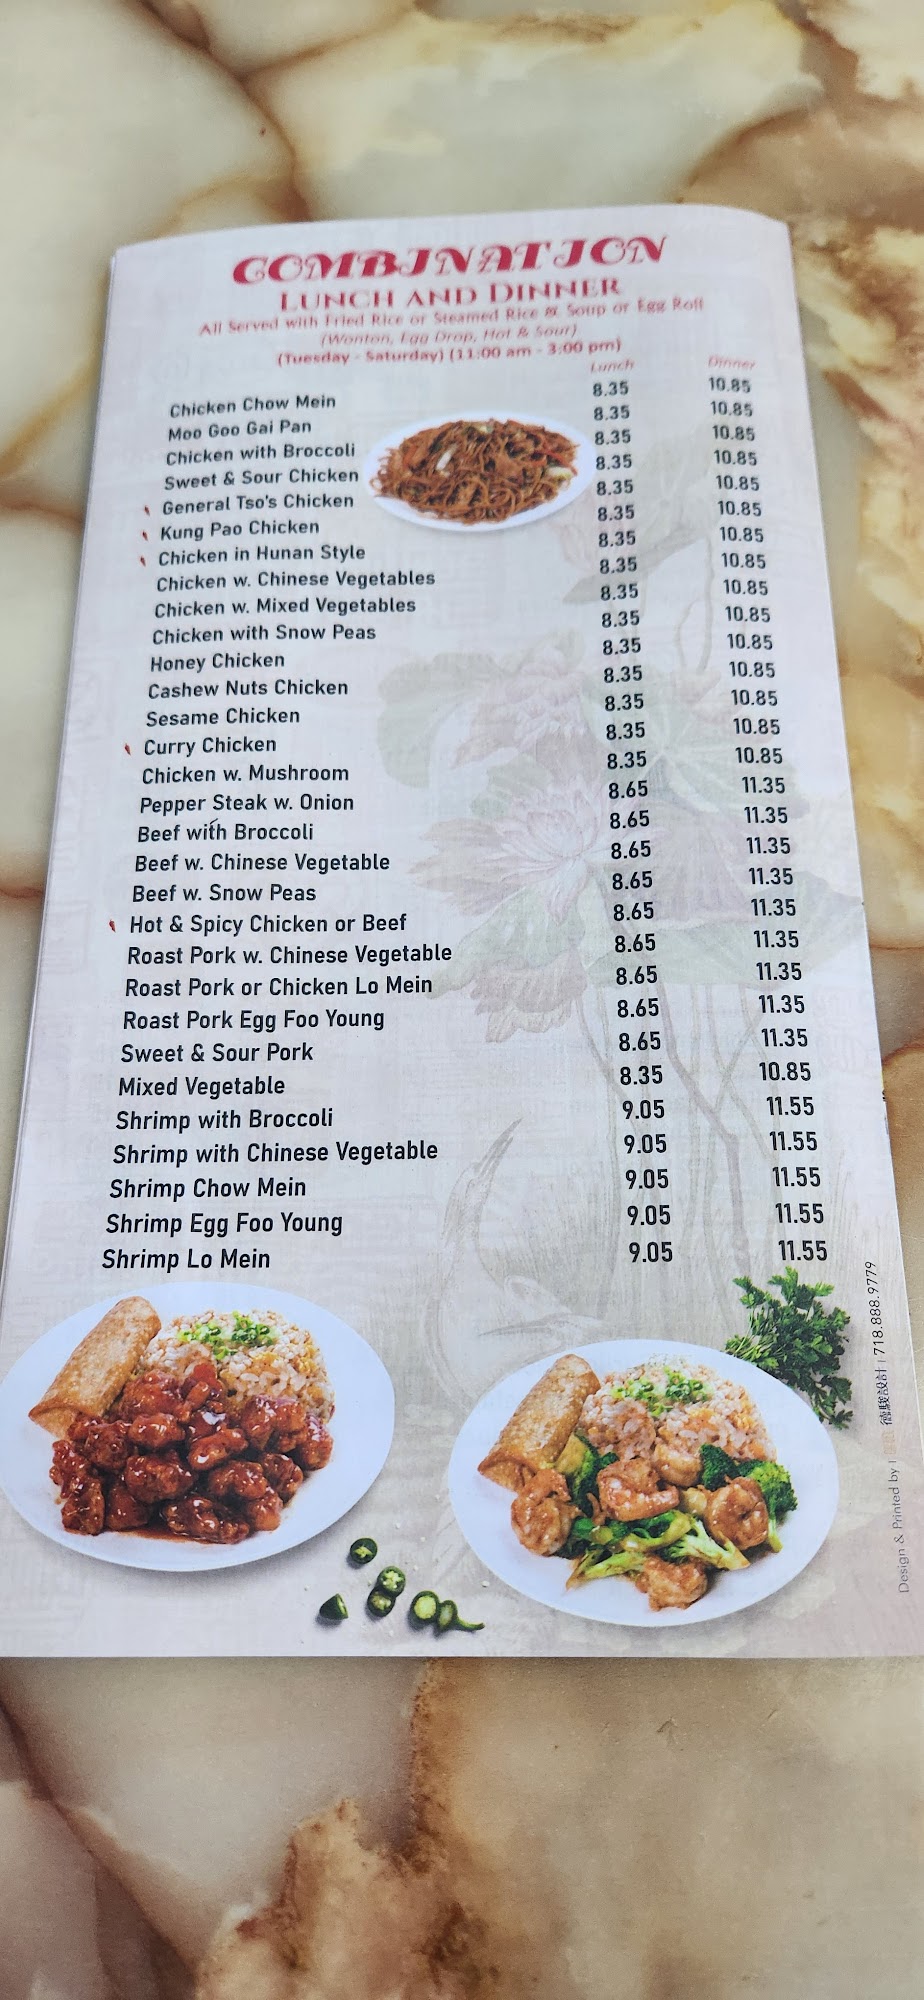 COMBINATION
LUNCH AND DINNER
All Served with Fried Rice or Steamed Rice & Soup or Egg Roll
(Wonton, Egg Drop, Hot & Sour)
(Tuesday - Saturday) (11:00 am - 3:00 pm)
Lunch Dinner
Chicken Chow Mein 8.35 10.85
Moo Goo Gai Pan 8.35 10.85
Chicken with Broccoli 8.35 10.85
Sweet & Sour Chicken 8.35 10.85
General Tso's Chicken 8.35 10.85
Kung Pao Chicken 8.35 10.85
Chicken in Hunan Style 8.35 10.85
Chicken w. Chinese Vegetables 8.35 10.85
Chicken w. Mixed Vegetables 8.35 10.85
Chicken with Snow Peas 8.35 10.85
Honey Chicken 8.35 10.85
Cashew Nuts Chicken 8.35 10.85
Sesame Chicken 8.35 10.85
Curry Chicken 8.35 10.85
Chicken w. Mushroom 8.35 10.85
Pepper Steak w. Onion 8.65 11.35
Beef with Broccoli 8.65 11.35
Beef w. Chinese Vegetable 8.65 11.35
Beef w. Snow Peas 8.65 11.35
Hot & Spicy Chicken or Beef 8.65 11.35
Roast Pork w. Chinese Vegetable 8.65 11.35
Roast Pork or Chicken Lo Mein 8.65 11.35
Roast Pork Egg Foo Young 8.65 11.35
Sweet & Sour Pork 8.65 11.35
Mixed Vegetable 8.35 10.85
Shrimp with Broccoli 9.05 11.55
Shrimp with Chinese Vegetable 9.05 11.55
Shrimp Chow Mein 9.05 11.55
Shrimp Egg Foo Young 9.05 11.55
Shrimp Lo Mein 9.05 11.55
Design & Printed by | 德駿設計 | 718.888.9779